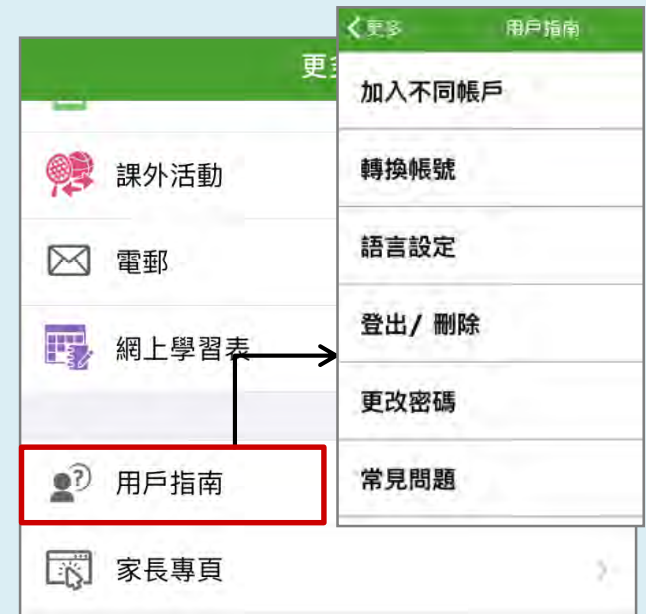 更
課外活動
電郵
網上學習表
用戶指南
家長專頁
更多
用戶指南
加入不同帳戶
轉換帳號
語言設定
登出/ 刪除
更改密碼
常見問題